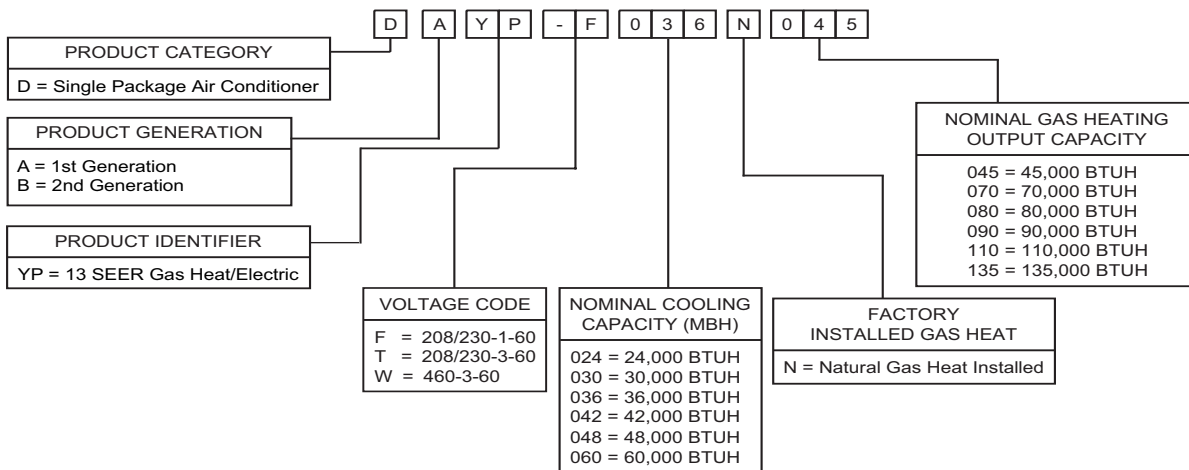 D A Y P - F 0 3 6 N 0 4 5
PRODUCT CATEGORY
D = Single Package Air Conditioner
PRODUCT GENERATION
A = 1st Generation
B = 2nd Generation
PRODUCT IDENTIFIER
YP = 13 SEER Gas Heat/Electric
VOLTAGE CODE
F = 208/230-1-60
T = 208/230-3-60
W = 460-3-60
NOMINAL COOLING
CAPACITY (MBH)
024 = 24,000 BTUH
030 = 30,000 BTUH
036 = 36,000 BTUH
042 = 42,000 BTUH
048 = 48,000 BTUH
060 = 60,000 BTUH
FACTORY
INSTALLED GAS HEAT
N = Natural Gas Heat Installed
NOMINAL GAS HEATING
OUTPUT CAPACITY
045 = 45,000 BTUH
070 = 70,000 BTUH
080 = 80,000 BTUH
090 = 90,000 BTUH
110 = 110,000 BTUH
135 = 135,000 BTUH